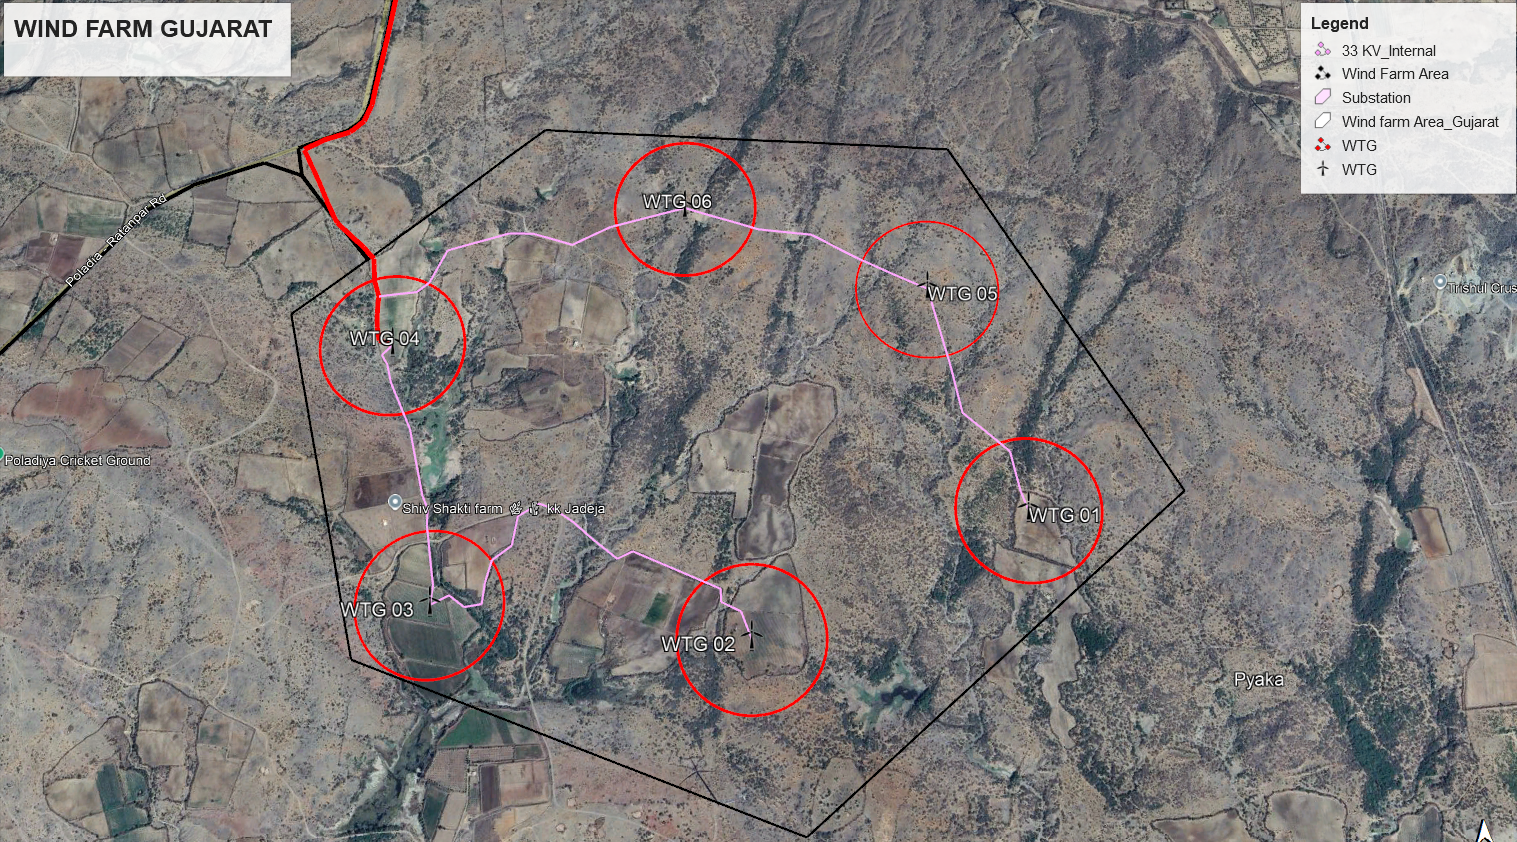 WIND FARM GUJARAT
Legend
33 KV_Internal
Wind Farm Area
Substation
Wind farm Area_Gujarat
WTG
WTG
Poladia - Ratanpar Rd
WTG 06
WTG 05
Trishul Crus
WTG 04
Poladiya Cricket Ground
Shiv Shakti farm kk Jadeja
WTG 01
WTG 03
WTG 02
Pyaka